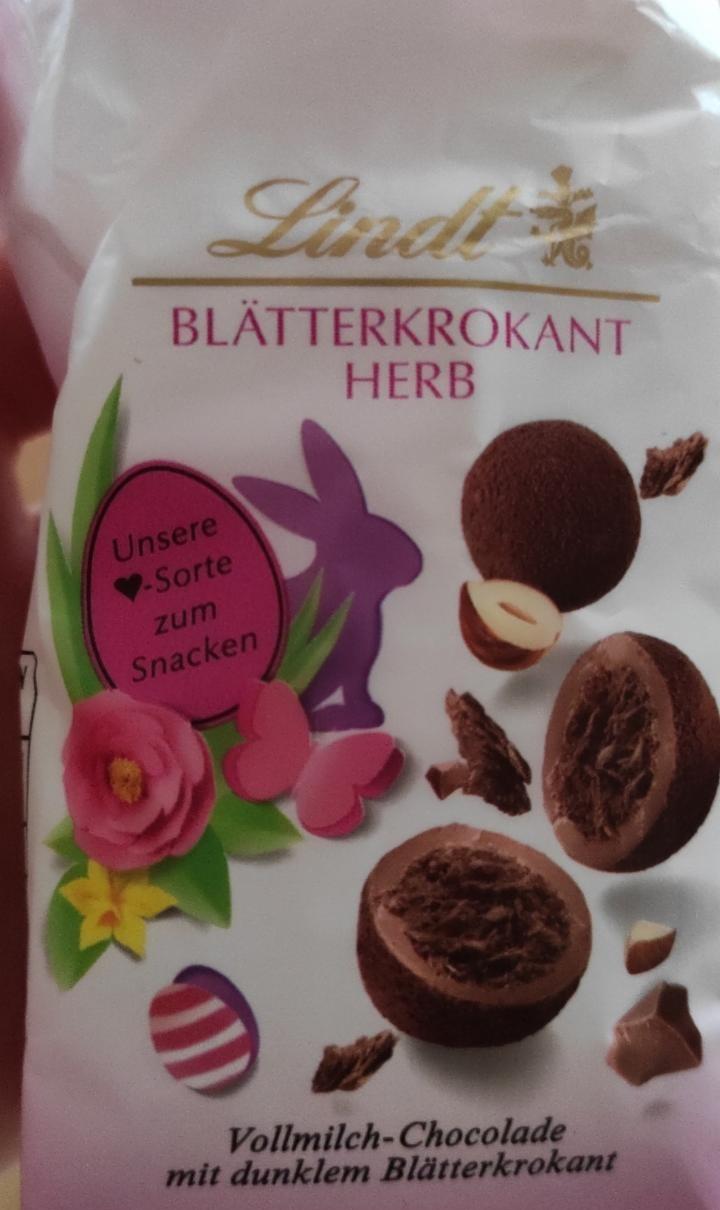 Lindt
BLÄTTERKROKANT
HERB
Unsere
♥-Sorte
zum
Snacken
Vollmilch-Chocolade
mit dunklem Blätterkrokant